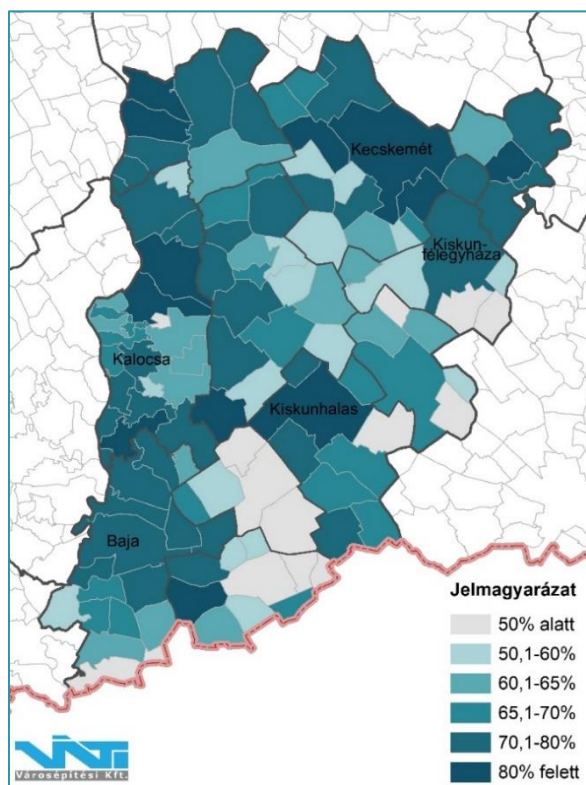 Kecskemét
Kiskun-
félegyháza
Kalocsa
Kiskunhalas
Baja
Jelmagyarázat
50% alatt
50,1-60%
60,1-65%
65,1-70%
70,1-80%
80% felett
VÁTI
Városépítési Kft.